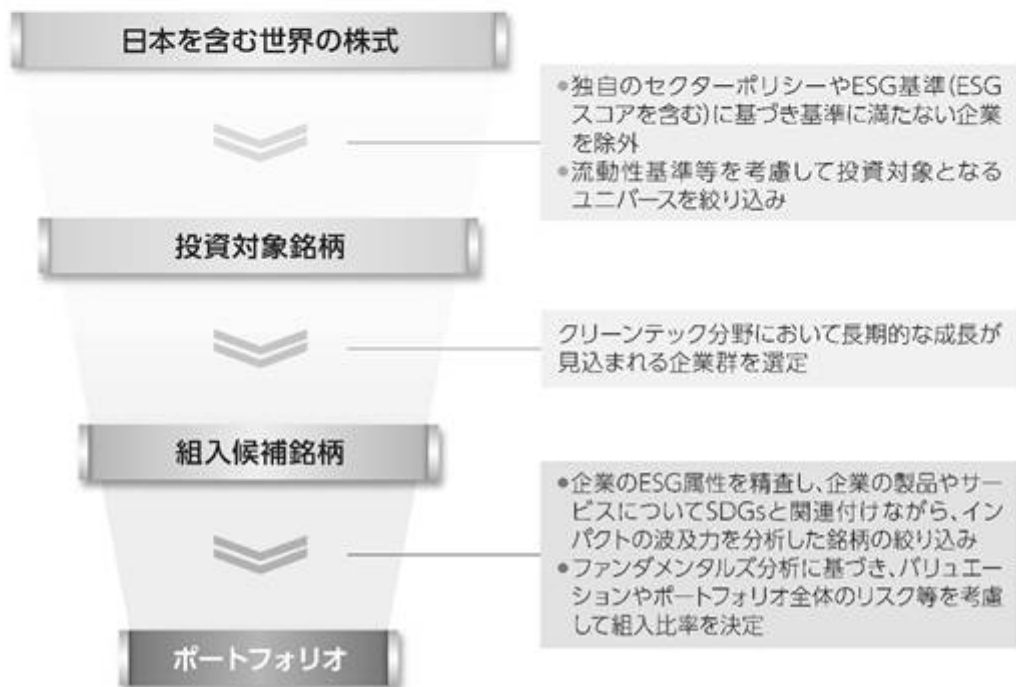 日本を含む世界の株式
●独自のセクターポリシーやESG基準(ESG
スコアを含む)に基づき基準に満たない企業
を除外
●流動性基準等を考慮して投資対象となる
ユニバースを絞り込み
投資対象銘柄
クリーンテック分野において長期的な成長が
見込まれる企業群を選定
組入候補銘柄
●企業のESG属性を精査し、企業の製品やサー
ビスについてSDGsと関連付けながら、イン
パクトの波及力を分析した銘柄の絞り込み
●ファンダメンタルズ分析に基づき、バリュエー
ションやポートフォリオ全体のリスク等を考慮
して組入比率を決定
ポートフォリオ